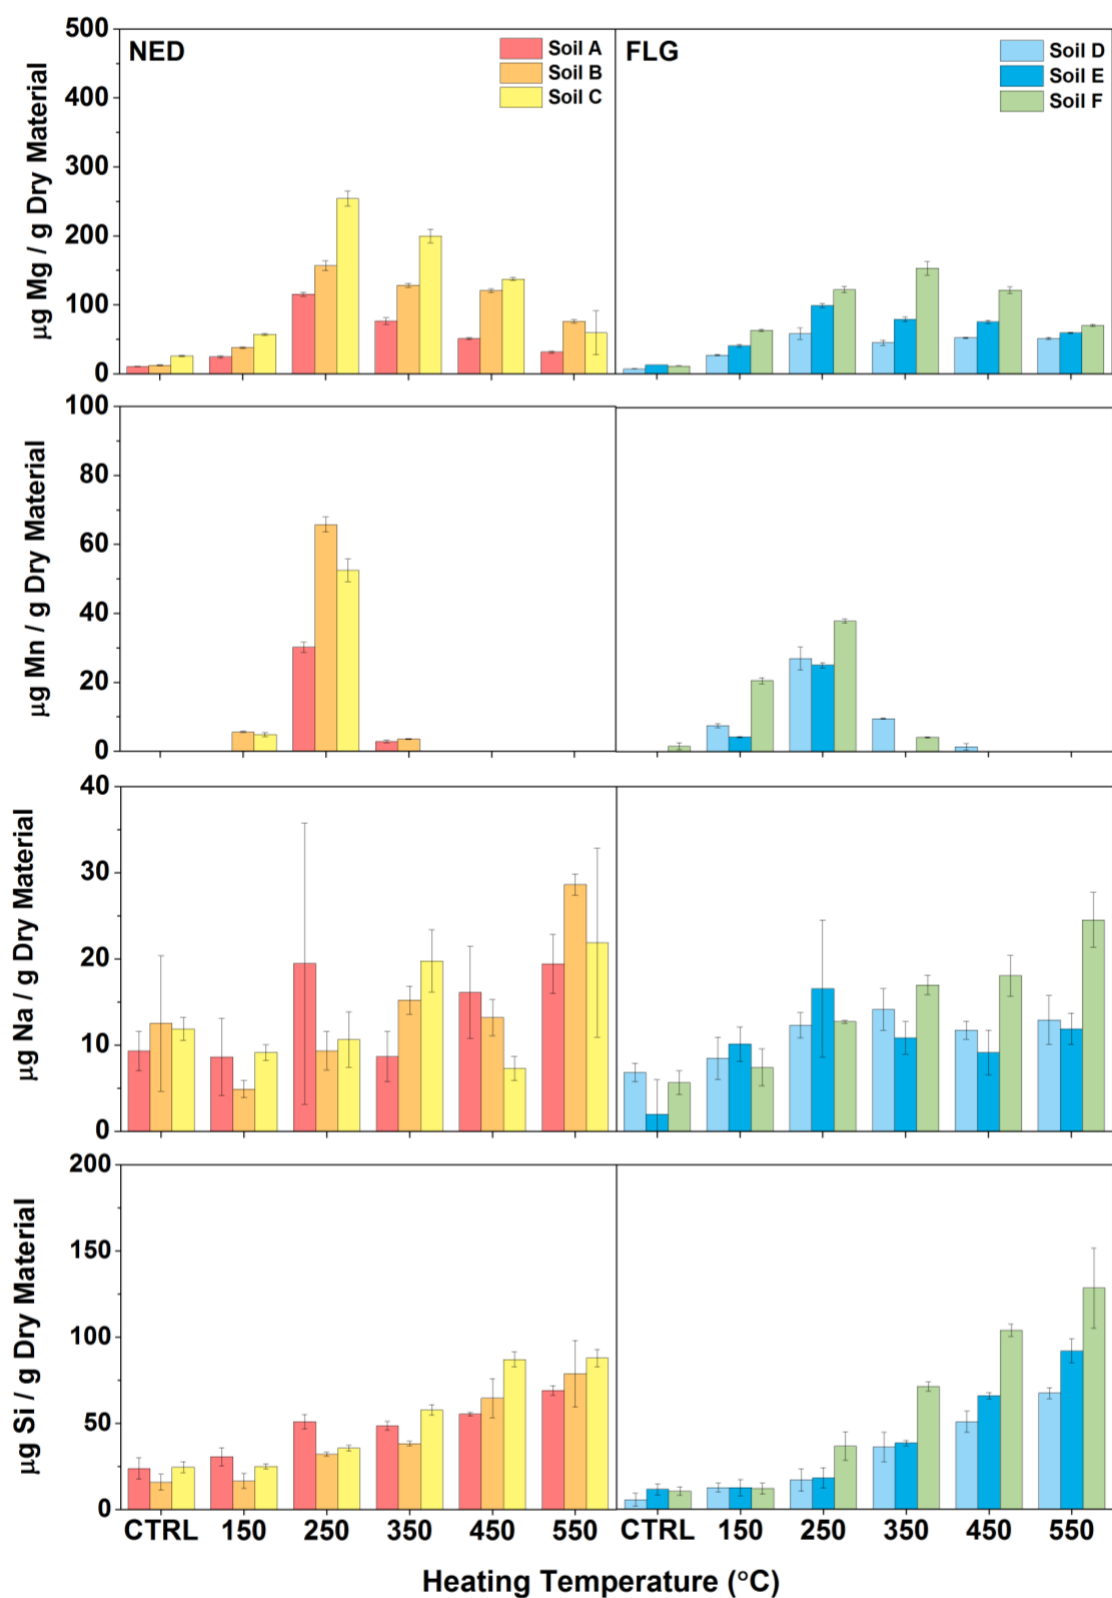 NED
Soil A
Soil B
Soil C
FLG
Soil D
Soil E
Soil F
µg Mg / g Dry Material
500
400
300
200
100
0
µg Mn / g Dry Material
100
80
60
40
20
0
µg Na / g Dry Material
40
30
20
10
0
µg Si / g Dry Material
200
150
100
50
0
CTRL 150 250 350 450 550 CTRL 150 250 350 450 550
Heating Temperature (°C)